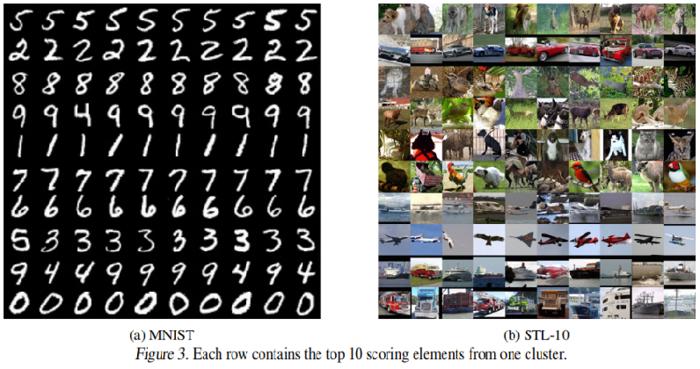 5 5 5 5 5 5 5 5 5 5
2 2 2 2 2 2 2 2 2 2
8 8 8 8 8 8 8 8 8 8
9 9 4 9 9 9 9 9 9 9
1 1 1 1 1 1 1 1 1 1
7 7 7 7 7 7 7 7 7 7
6 6 6 6 6 6 6 6 6 6
5 3 3 3 3 3 3 3 3 3
9 4 4 9 9 9 9 4 9 4
0 0 0 0 0 0 0 0 0 0
(a) MNIST
(b) STL-10
Figure 3. Each row contains the top 10 scoring elements from one cluster.